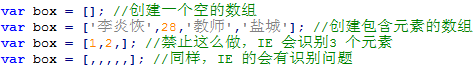 var box = []; //创建一个空的数组
var box = ['李炎恢',28,'教师','盐城']; //创建包含元素的数组
var box = [1,2,]; //禁止这么做，IE 会识别3 个元素
var box = [,,,,,]; //同样，IE 的会有识别问题